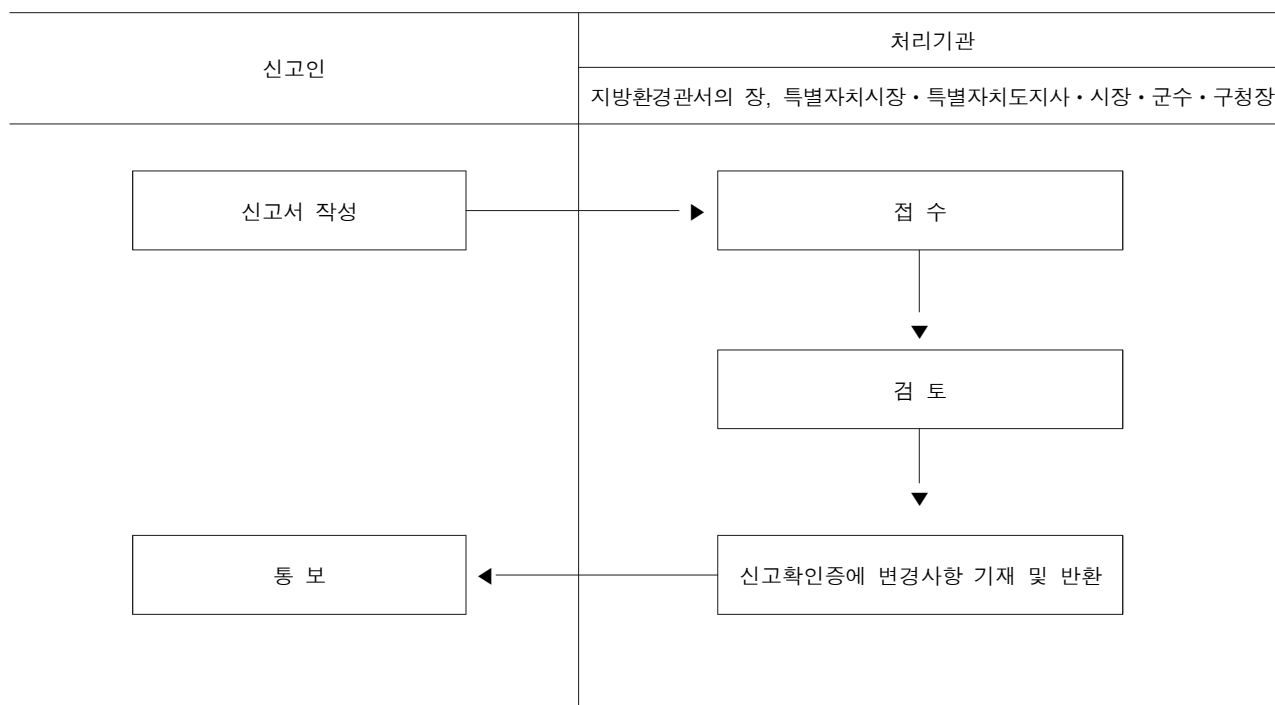 신고인
처리기관
지방환경관서의 장, 특별자치시장・특별자치도지사・시장・군수・구청장
신고서 작성
접 수
검 토
통 보
신고확인증에 변경사항 기재 및 반환